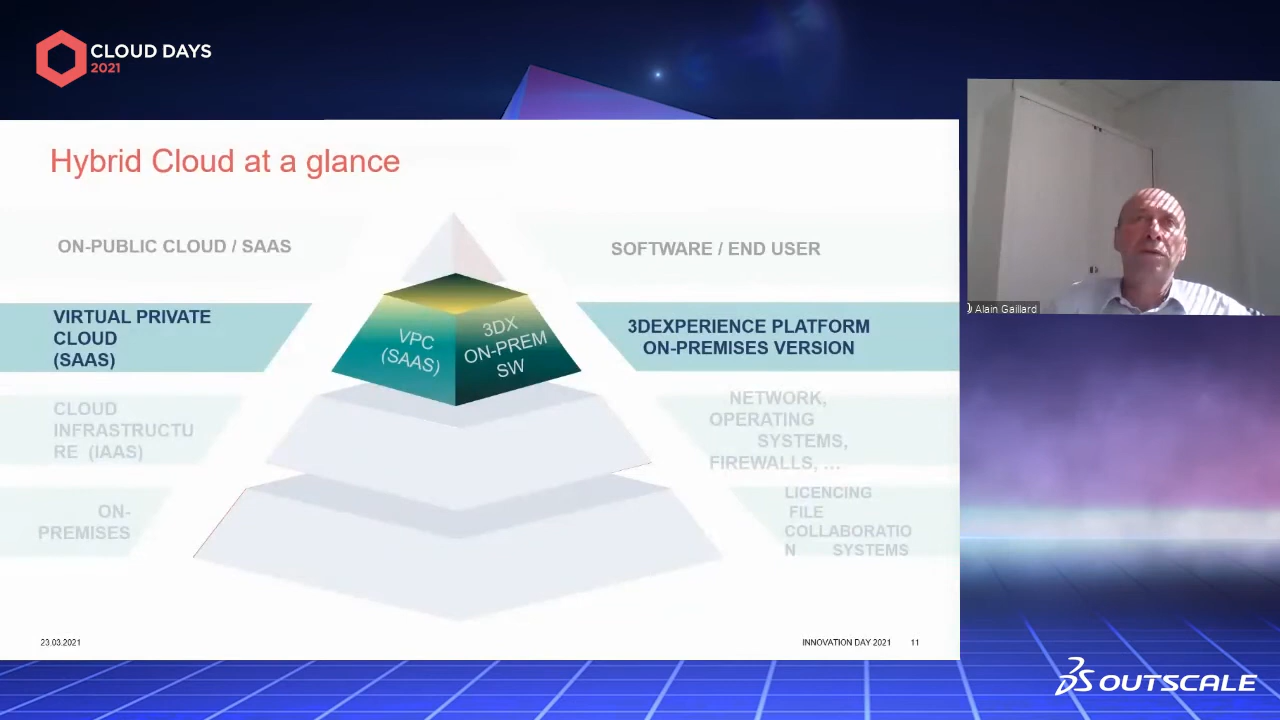 CLOUD DAYS
2021
Hybrid Cloud at a glance
ON-PUBLIC CLOUD / SAAS
SOFTWARE / END USER
VIRTUAL PRIVATE
CLOUD
(SAAS)
VPC
(SAAS)
3DX
ON-PREM
SW
3DEXPERIENCE PLATFORM
ON-PREMISES VERSION
CLOUD
INFRASTRUCTU
RE (IAAS)
NETWORK,
OPERATING
SYSTEMS,
FIREWALLS, ...
ON-
PREMISES
LICENCING
FILE
COLLABORATIO
N SYSTEMS
23.03.2021
INNOVATION DAY 2021 11
Alain Gaillard
3DS OUTSCALE